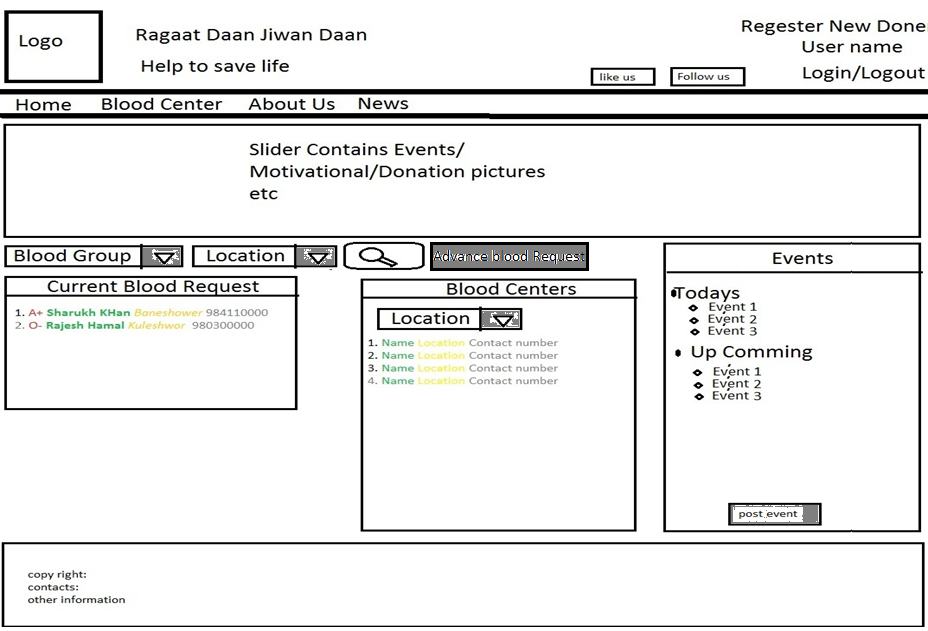 Logo
Ragaat Daan Jiwan Daan
Help to save life
like us
Follow us
Regester New Doner
User name
Login/Logout
Home Blood Center About Us News
Slider Contains Events/
Motivational/Donation pictures
etc
Blood Group Location Advance blood Request
Current Blood Request
1. A+ Sharukh KHan Baneshower 984110000
2. O- Rajesh Hamal Kuleshwor 980300000
Blood Centers
Location
1. Name Location Contact number
2. Name Location Contact number
3. Name Location Contact number
4. Name Location Contact number
Events
Todays
Event 1
Event 2
Event 3
Up Comming
Event 1
Event 2
Event 3
post event
copy right:
contacts:
other information